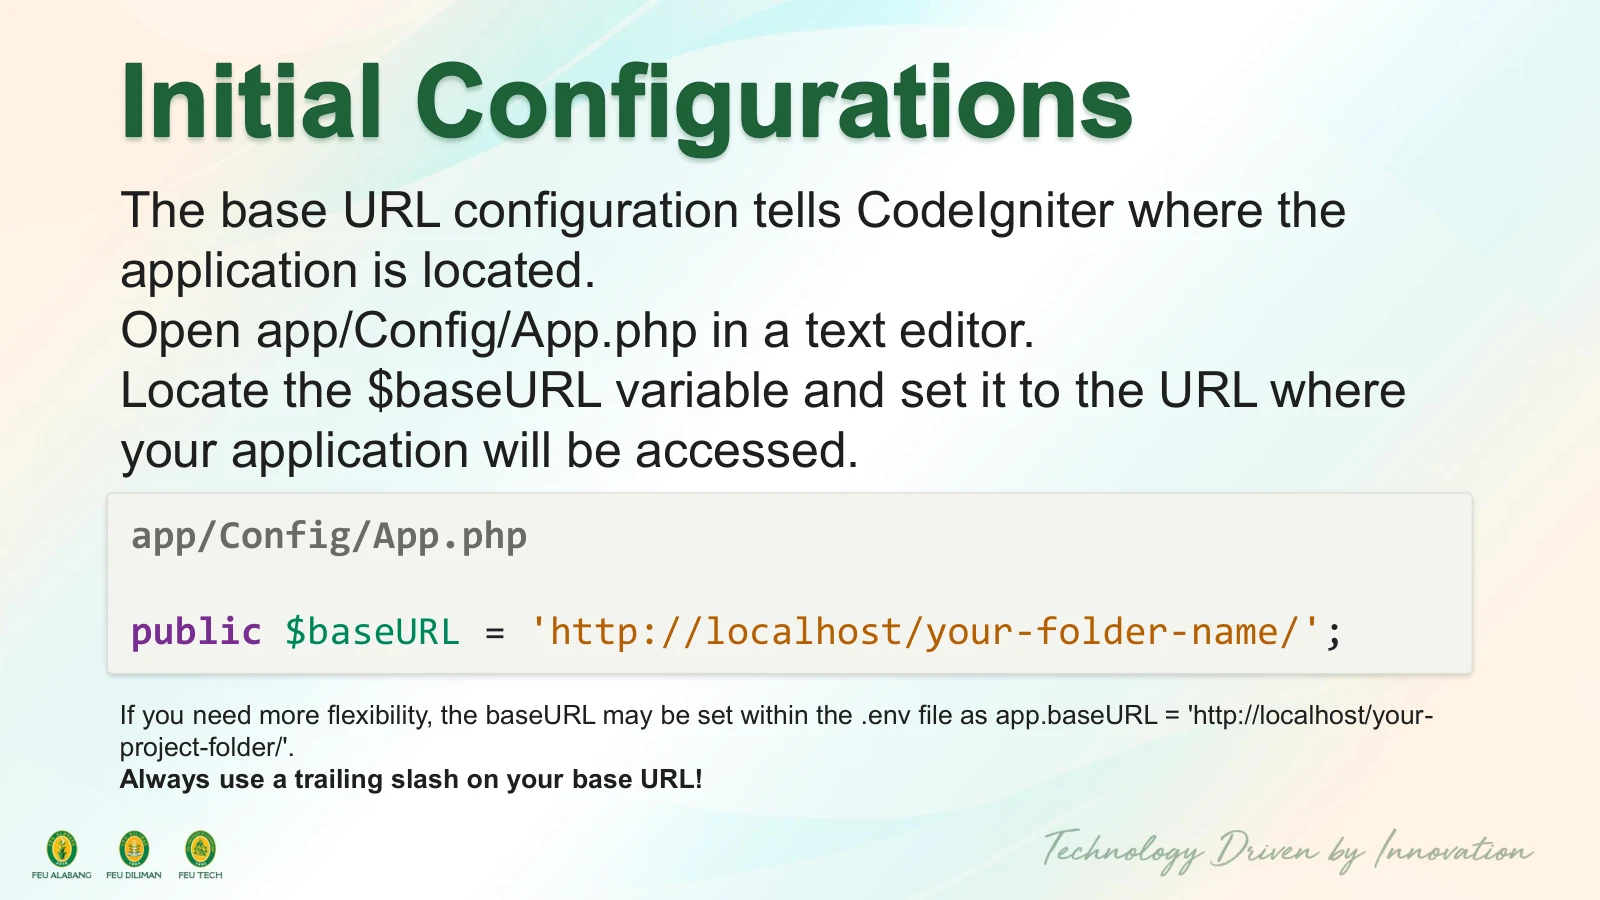 Initial Configurations
The base URL configuration tells CodeIgniter where the
application is located.
Open app/Config/App.php in a text editor.
Locate the $baseURL variable and set it to the URL where
your application will be accessed.
app/Config/App.php
public $baseURL = 'http://localhost/your-folder-name/';
If you need more flexibility, the baseURL may be set within the .env file as app.baseURL = 'http://localhost/your-
project-folder/'.
Always use a trailing slash on your base URL!
FEU ALABANG FEU DILIMAN FEU TECH
Technology Driven by Innovation